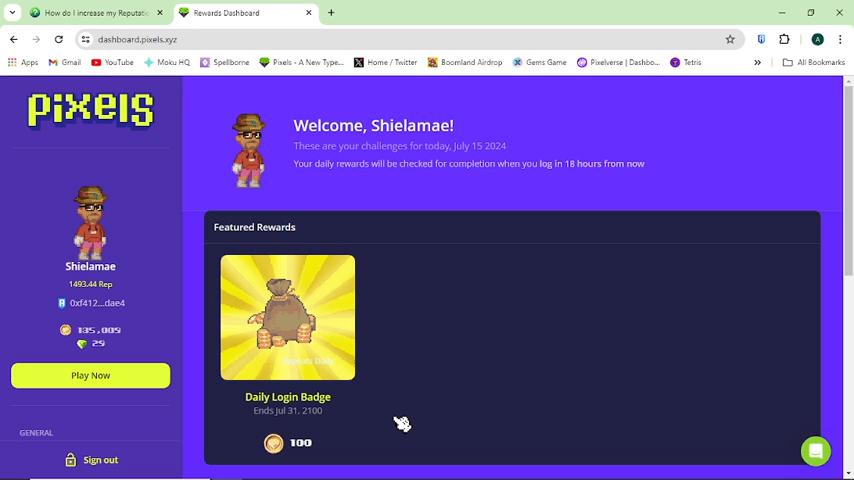 How do I increase my Reputatio
Rewards Dashboard
dashboard.pixels.xyz
A
Apps
Gmail
YouTube
Moku HQ
Spellborne
Pixels - A New Type...
Home / Twitter
Boomland Airdrop
Gems Game
Pixelverse | Dashbo...
Tetris
All Bookmarks
pixels
Shielamae
1493.44 Rep
0xf412...dae4
135,009
29
Play Now
GENERAL
Sign out
Welcome, Shielamae!
These are your challenges for today, July 15 2024
Your daily rewards will be checked for completion when you log in 18 hours from now
Featured Rewards
Repeats Daily
Daily Login Badge
Ends Jul 31, 2100
100